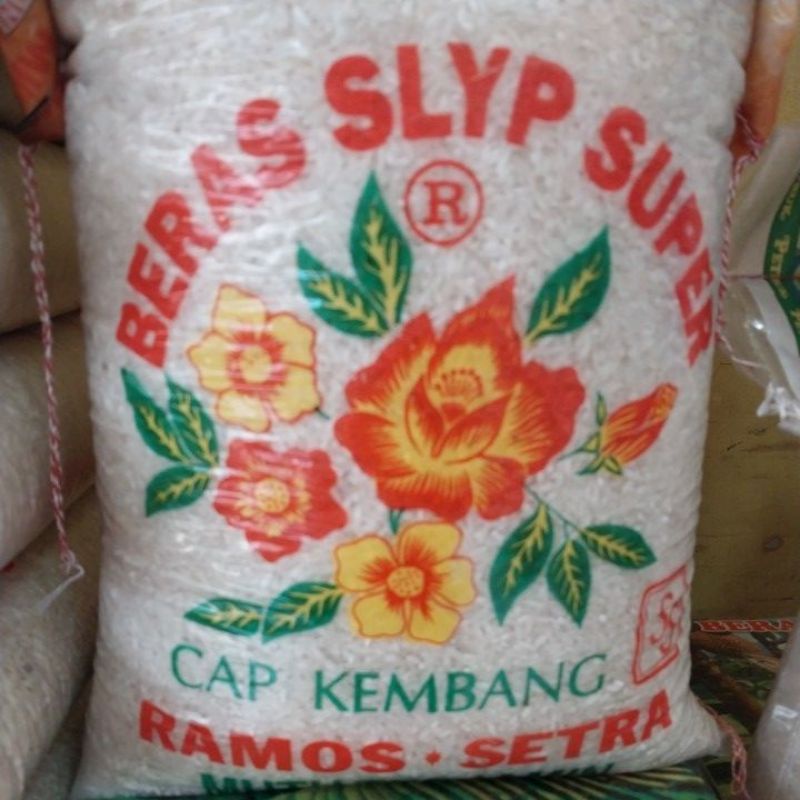 BERAS SLYP SUPER
®
CAP KEMBANG
RAMOS • SETRA